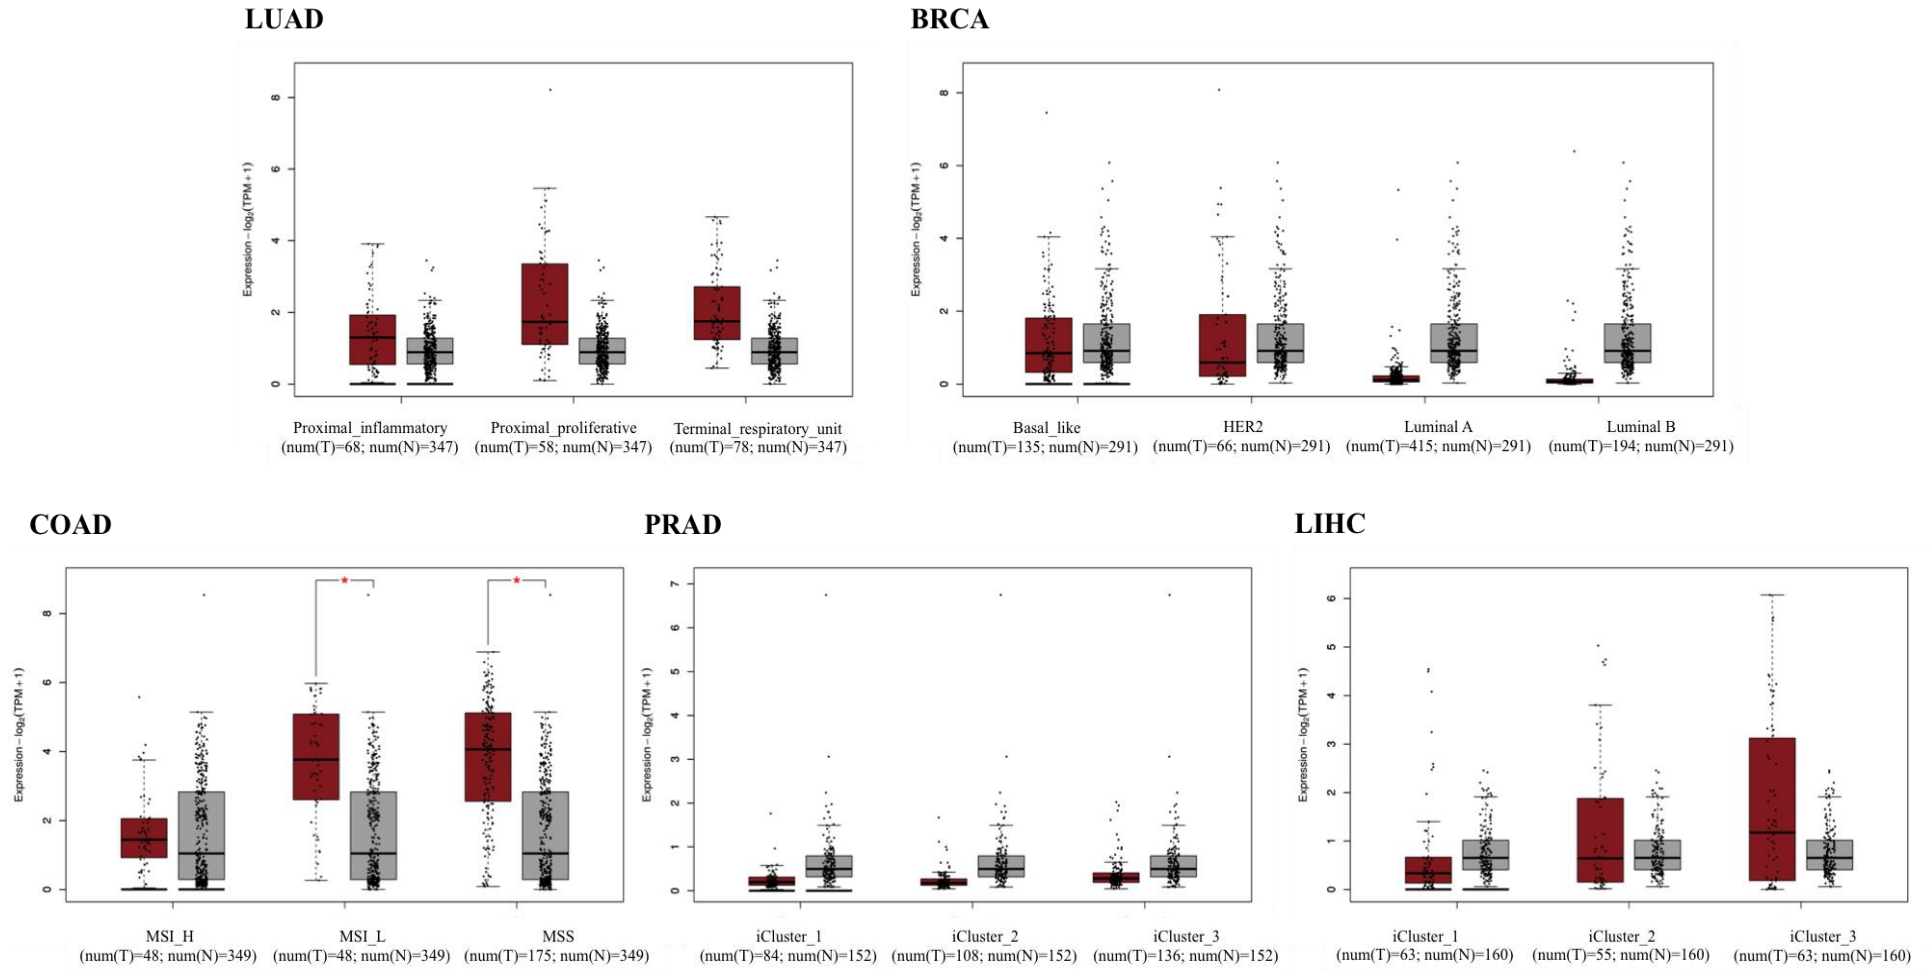 LUAD
BRCA
Expression−log₂(TPM+1)
8
6
4
2
0
Proximal_inflammatory
(num(T)=68; num(N)=347)
Proximal_proliferative
(num(T)=58; num(N)=347)
Terminal_respiratory_unit
(num(T)=78; num(N)=347)
Expression−log₂(TPM+1)
8
6
4
2
0
Basal_like
(num(T)=135; num(N)=291)
HER2
(num(T)=66; num(N)=291)
Luminal A
(num(T)=415; num(N)=291)
Luminal B
(num(T)=194; num(N)=291)
COAD
PRAD
LIHC
Expression−log₂(TPM+1)
8
6
4
2
0
*
*
MSI_H
(num(T)=48; num(N)=349)
MSI_L
(num(T)=48; num(N)=349)
MSS
(num(T)=175; num(N)=349)
Expression−log₂(TPM+1)
7
6
5
4
3
2
1
0
iCluster_1
(num(T)=84; num(N)=152)
iCluster_2
(num(T)=108; num(N)=152)
iCluster_3
(num(T)=136; num(N)=152)
Expression−log₂(TPM+1)
6
5
4
3
2
1
0
iCluster_1
(num(T)=63; num(N)=160)
iCluster_2
(num(T)=55; num(N)=160)
iCluster_3
(num(T)=63; num(N)=160)